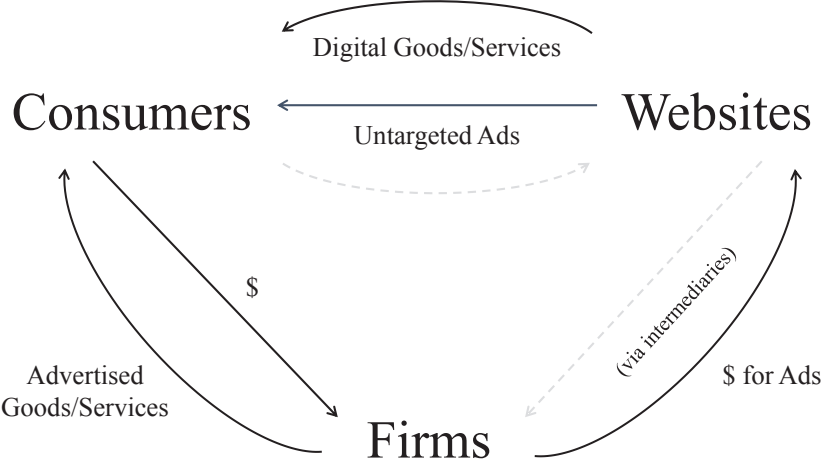 Digital Goods/Services
Consumers
Websites
Untargeted Ads
$
(via intermediaries)
Advertised
Goods/Services
$ for Ads
Firms